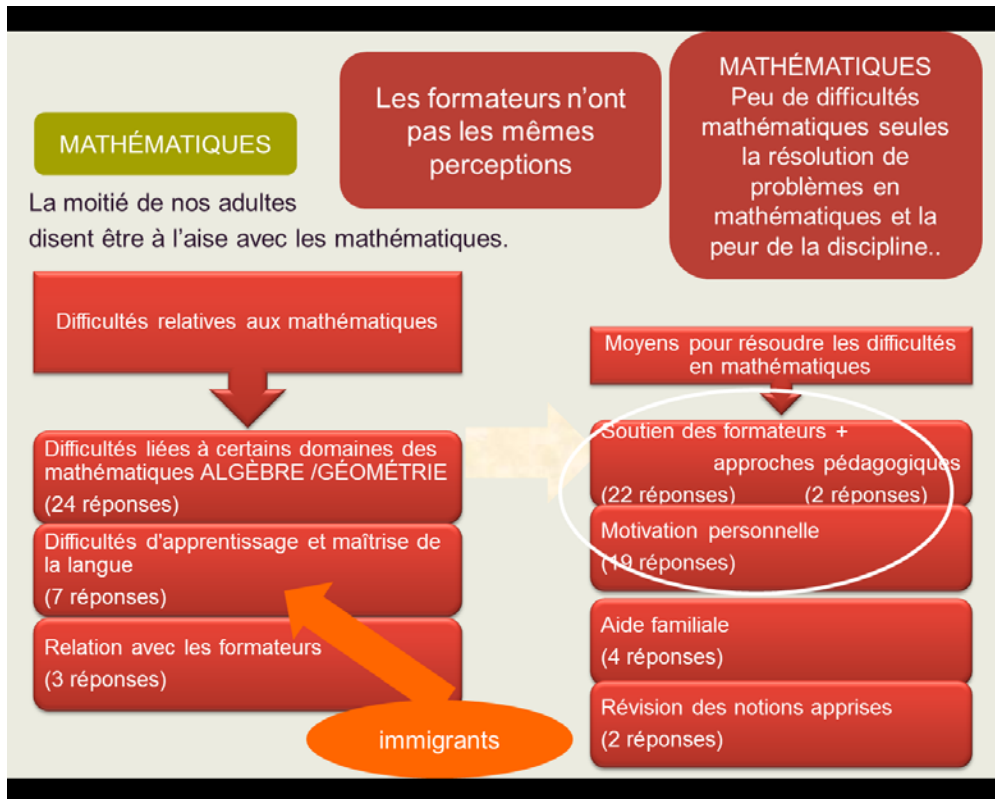 MATHÉMATIQUES
La moitié de nos adultes
disent être à l'aise avec les mathématiques.
Les formateurs n'ont
pas les mêmes
perceptions
MATHÉMATIQUES
Peu de difficultés
mathématiques seules
la résolution de
problèmes en
mathématiques et la
peur de la discipline..
Difficultés relatives aux mathématiques
Difficultés liées à certains domaines des
mathématiques ALGÈBRE /GÉOMÉTRIE
(24 réponses)
Difficultés d'apprentissage et maîtrise de
la langue
(7 réponses)
Relation avec les formateurs
(3 réponses)
immigrants
Moyens pour résoudre les difficultés
en mathématiques
Soutien des formateurs +
approches pédagogiques
(22 réponses) (2 réponses)
Motivation personnelle
(19 réponses)
Aide familiale
(4 réponses)
Révision des notions apprises
(2 réponses)